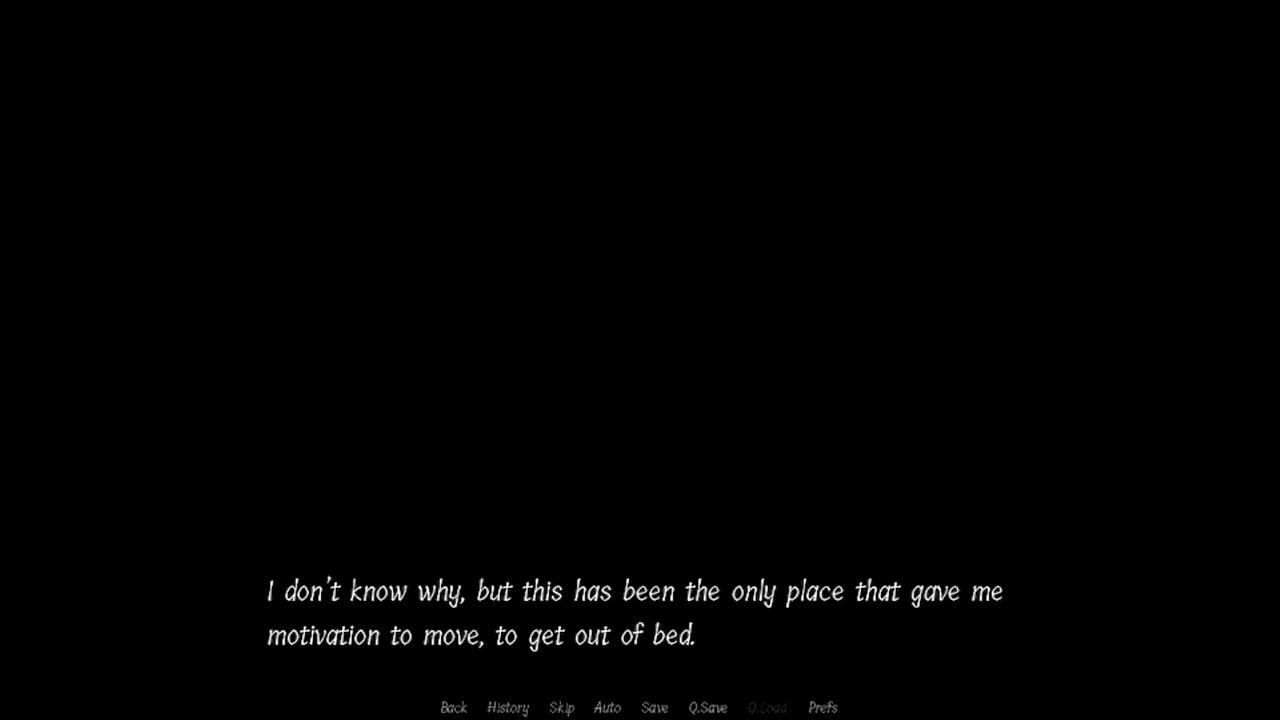 I don't know why, but this has been the only place that gave me
motivation to move, to get out of bed.
Back History Skip Auto Save Q.Save Q.Load Prefs